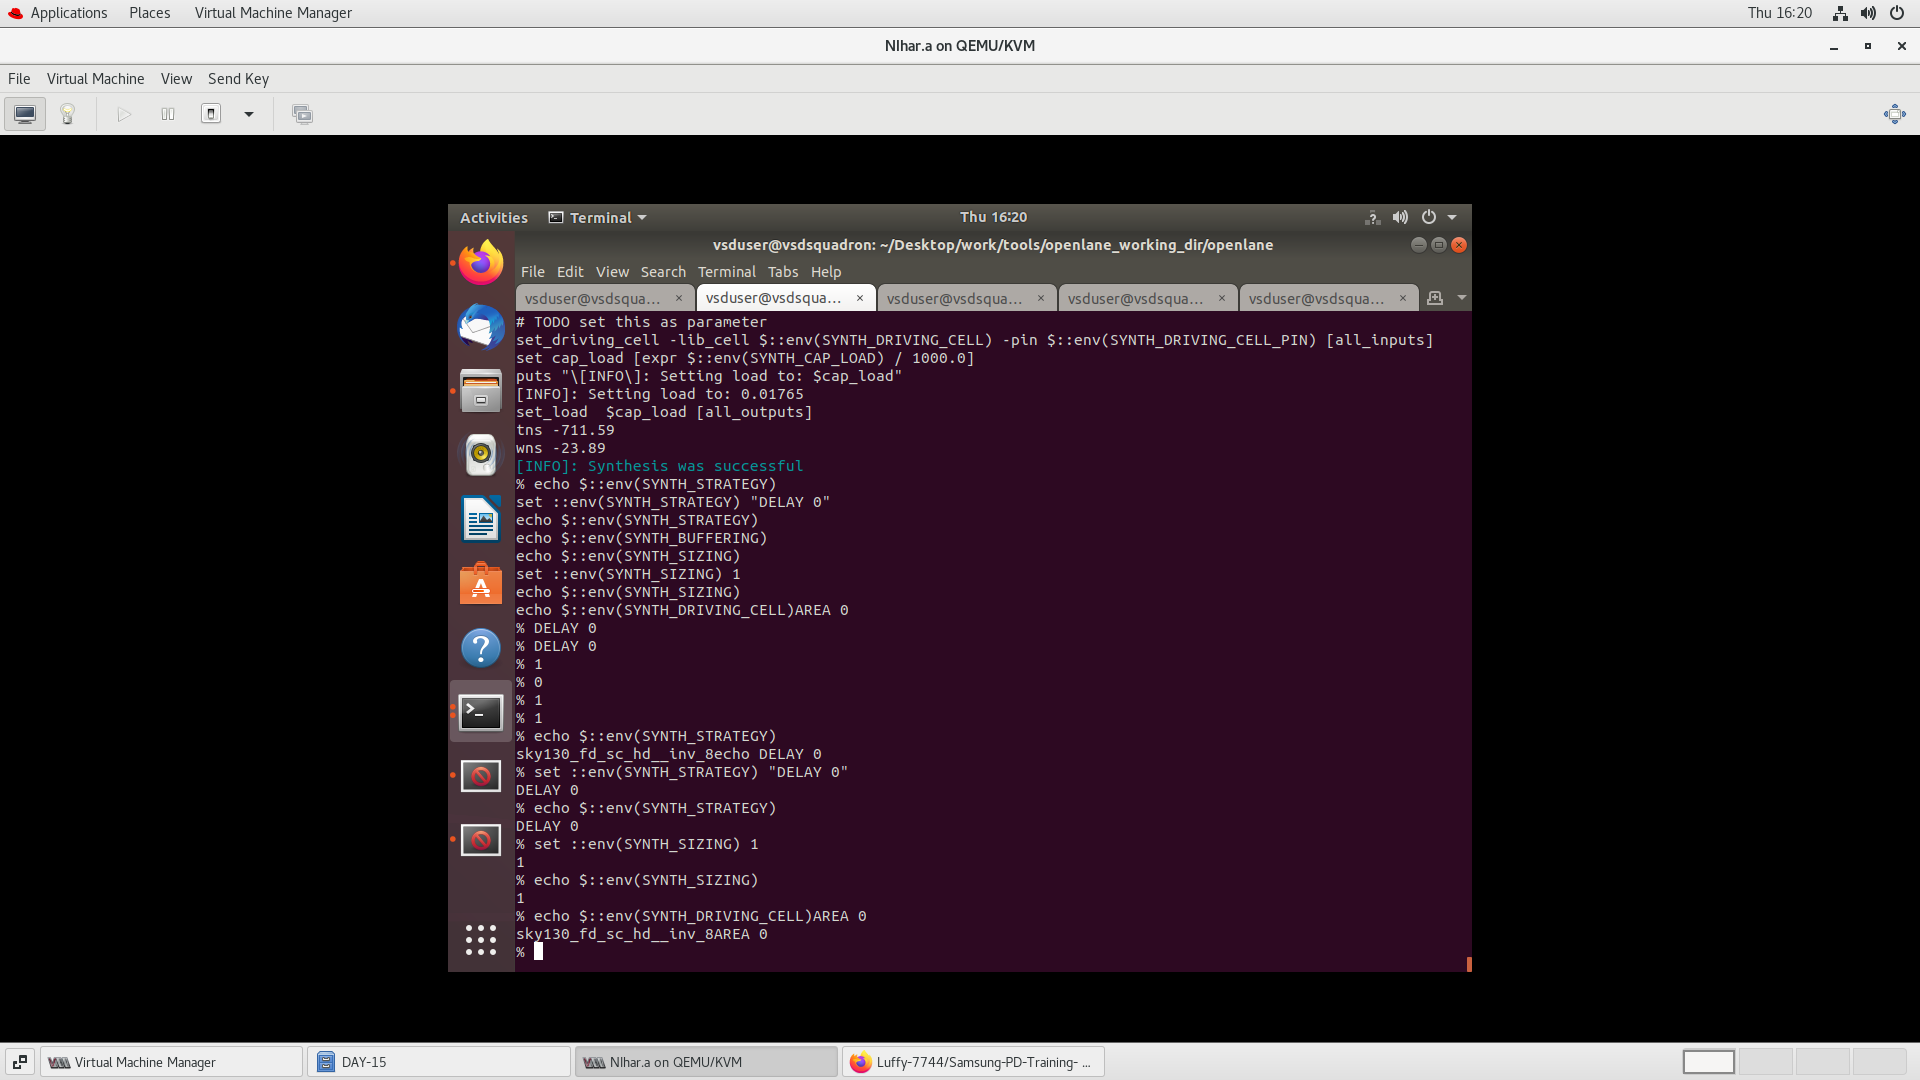 Applications Places Virtual Machine Manager Thu 16:20
NIhar.a on QEMU/KVM
File Virtual Machine View Send Key
Activities Terminal Thu 16:20
vsduser@vsdsquadron: ~/Desktop/work/tools/openlane_working_dir/openlane
File Edit View Search Terminal Tabs Help
vsduser@vsdsqua... × vsduser@vsdsqua... × vsduser@vsdsqua... × vsduser@vsdsqua... × vsduser@vsdsqua... ×
# TODO set this as parameter
set_driving_cell -lib_cell $::env(SYNTH_DRIVING_CELL) -pin $::env(SYNTH_DRIVING_CELL_PIN) [all_inputs]
set cap_load [expr $::env(SYNTH_CAP_LOAD) / 1000.0]
puts "\[INFO\]: Setting load to: $cap_load"
[INFO]: Setting load to: 0.01765
set_load  $cap_load [all_outputs]
tns -711.59
wns -23.89
[INFO]: Synthesis was successful
% echo $::env(SYNTH_STRATEGY)
set ::env(SYNTH_STRATEGY) "DELAY 0"
echo $::env(SYNTH_STRATEGY)
echo $::env(SYNTH_BUFFERING)
echo $::env(SYNTH_SIZING)
set ::env(SYNTH_SIZING) 1
echo $::env(SYNTH_SIZING)
echo $::env(SYNTH_DRIVING_CELL)AREA 0
% DELAY 0
% DELAY 0
% 1
% 0
% 1
% 1
% echo $::env(SYNTH_STRATEGY)
sky130_fd_sc_hd__inv_8echo DELAY 0
% set ::env(SYNTH_STRATEGY) "DELAY 0"
DELAY 0
% echo $::env(SYNTH_STRATEGY)
DELAY 0
% set ::env(SYNTH_SIZING) 1
1
% echo $::env(SYNTH_SIZING)
1
% echo $::env(SYNTH_DRIVING_CELL)AREA 0
sky130_fd_sc_hd__inv_8AREA 0
%
Virtual Machine Manager DAY-15 NIhar.a on QEMU/KVM Luffy-7744/Samsung-PD-Training- ...